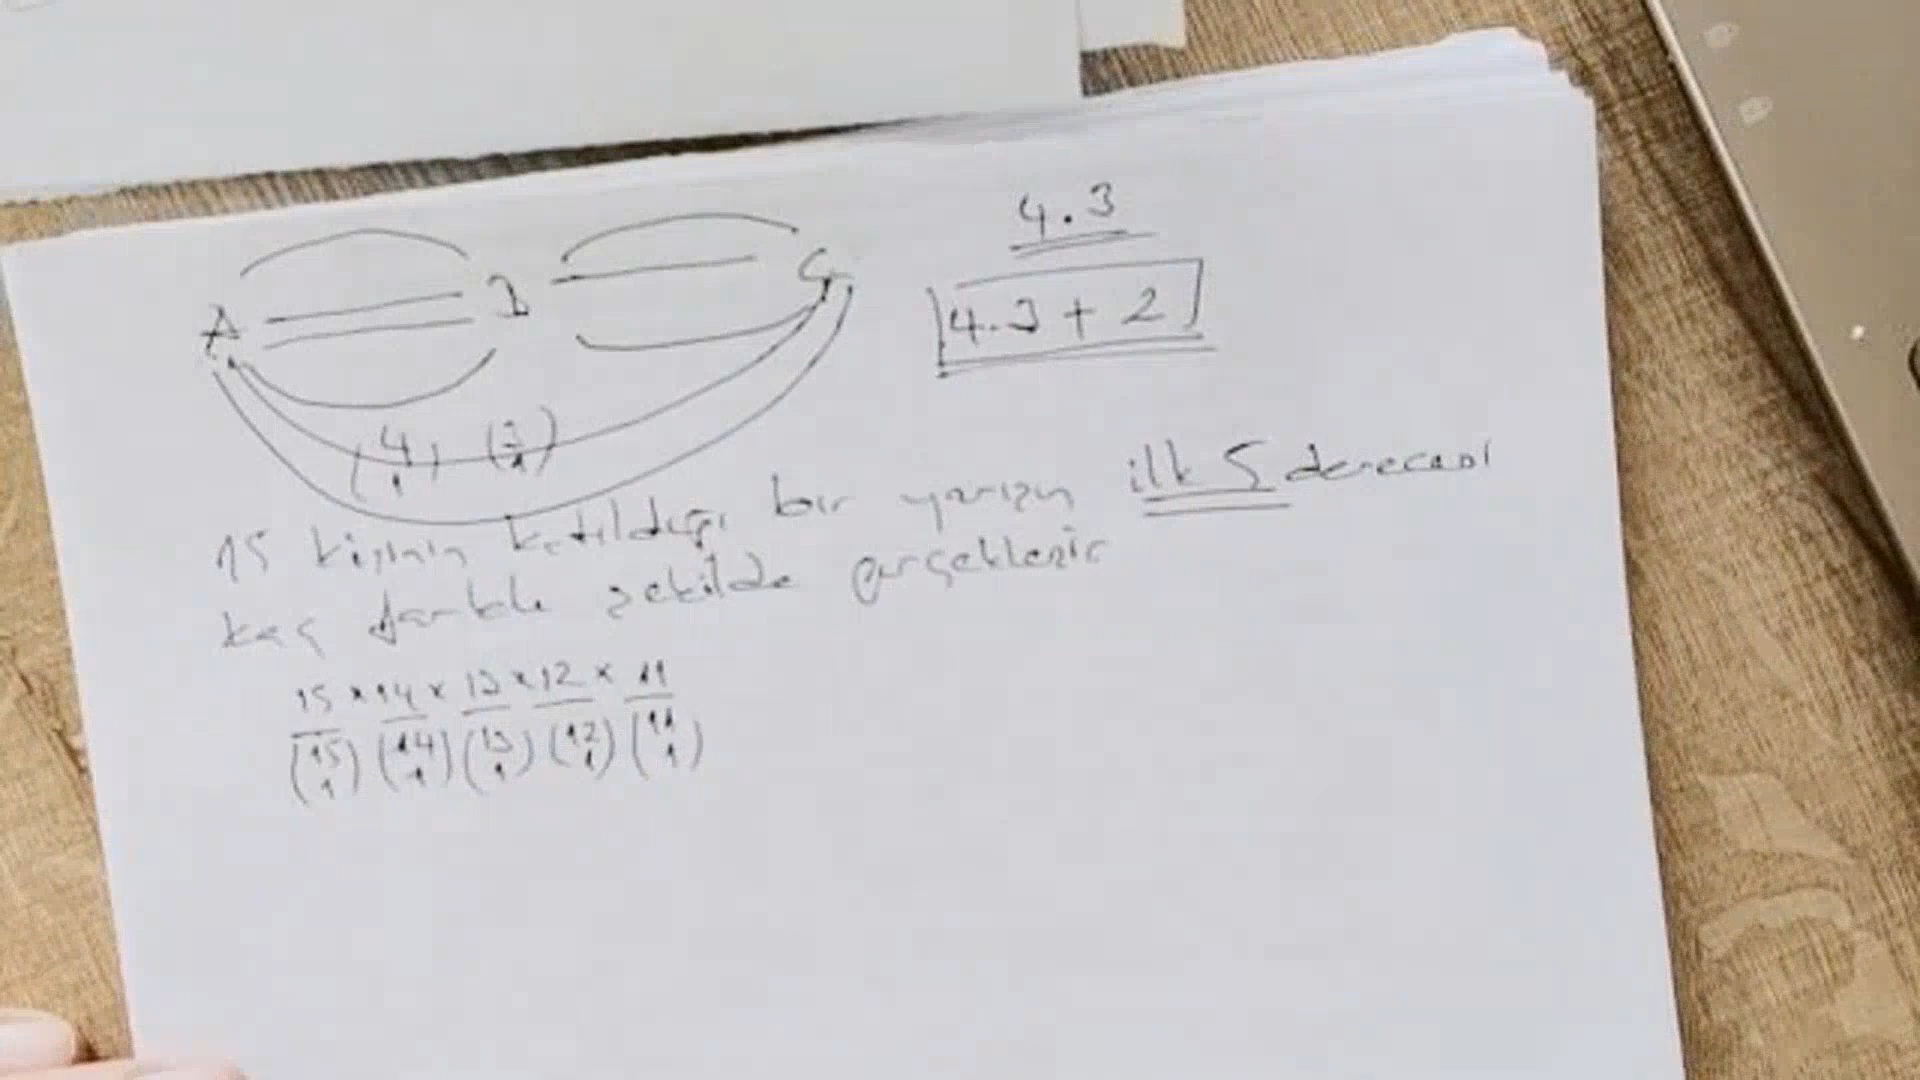 4.3
A B C
4.3+2
(4 1) (3 1)
15 kişinin katıldığı bir yarışın ilk 5 derecesi
kaç farklı şekilde gerçekleşir
15 x 14 x 13 x 12 x 11
(15 1) (14 1) (13 1) (12 1) (11 1)